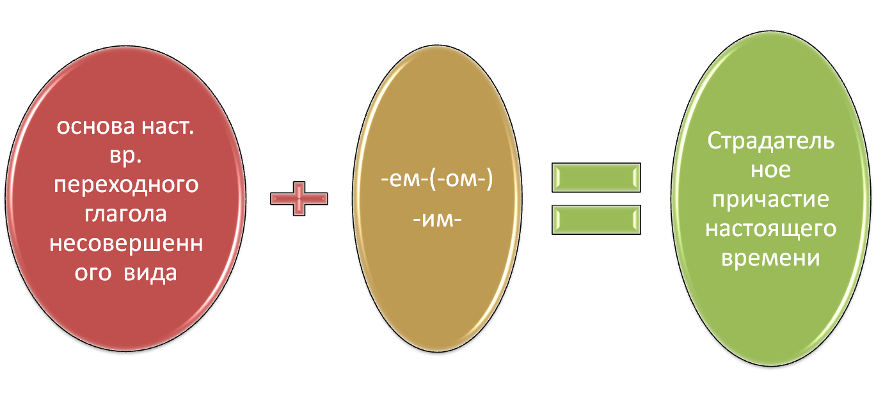 основа наст.
вр.
переходного
глагола
несовершенн
ого вида
-ем-(-ом-)
-им-
Страдатель
ное
причастие
настоящего
времени